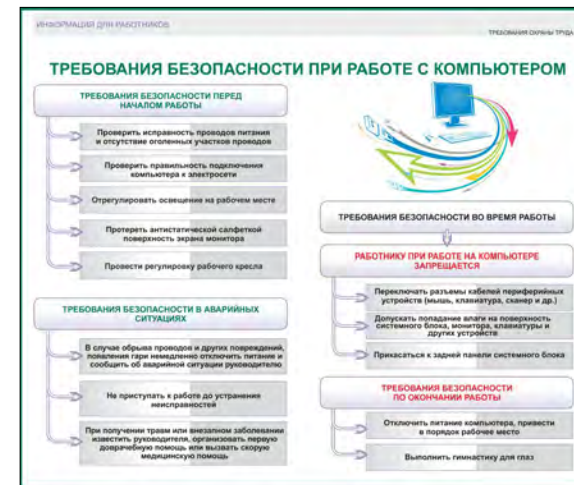 ИНФОРМАЦИЯ ДЛЯ РАБОТНИКОВ
ТРЕБОВАНИЯ ОХРАНЫ ТРУДА
ТРЕБОВАНИЯ БЕЗОПАСНОСТИ ПРИ РАБОТЕ С КОМПЬЮТЕРОМ
ТРЕБОВАНИЯ БЕЗОПАСНОСТИ ПЕРЕД
НАЧАЛОМ РАБОТЫ
Проверить исправность проводов питания
и отсутствие оголенных участков проводов
Проверить правильность подключения
компьютера к электросети
Отрегулировать освещение на рабочем месте
Протереть антистатической салфеткой
поверхность экрана монитора
Провести регулировку рабочего кресла
ТРЕБОВАНИЯ БЕЗОПАСНОСТИ В АВАРИЙНЫХ
СИТУАЦИЯХ
В случае обрыва проводов и других повреждений,
появления гари немедленно отключить питание и
сообщить об аварийной ситуации руководителю
Не приступать к работе до устранения
неисправностей
При получении травм или внезапном заболевании
известить руководителя, организовать первую
доврачебную помощь или вызвать скорую
медицинскую помощь
ТРЕБОВАНИЯ БЕЗОПАСНОСТИ ВО ВРЕМЯ РАБОТЫ
РАБОТНИКУ ПРИ РАБОТЕ НА КОМПЬЮТЕРЕ
ЗАПРЕЩАЕТСЯ
Переключать разъемы кабелей периферийных
устройств (мышь, клавиатура, сканер и др.)
Допускать попадание влаги на поверхность
системного блока, монитора, клавиатуры и
других устройств
Прикасаться к задней панели системного блока
ТРЕБОВАНИЯ БЕЗОПАСНОСТИ
ПО ОКОНЧАНИИ РАБОТЫ
Отключить питание компьютера, привести
в порядок рабочее место
Выполнить гимнастику для глаз